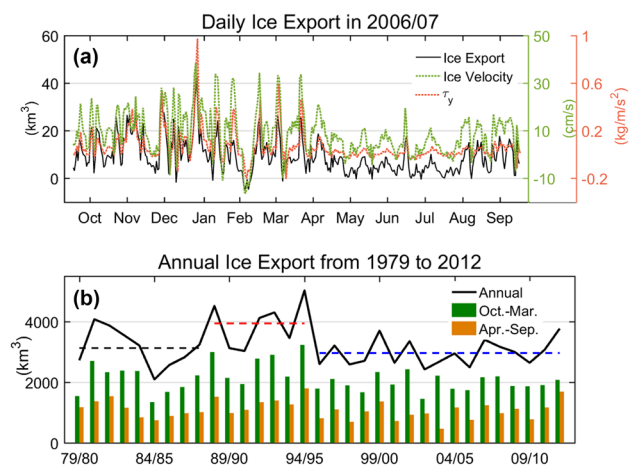 Daily Ice Export in 2006/07
(a)
60
40
20
0
(km³)
Ice Export
Ice Velocity
τy
50
30
10
-10
(cm/s)
1
0.6
0.2
-0.2
(kg/m/s²)
Oct Nov Dec Jan Feb Mar Apr May Jun Jul Aug Sep
Annual Ice Export from 1979 to 2012
(b)
4000
2000
0
(km³)
Annual
Oct.-Mar.
Apr.-Sep.
79/80 84/85 89/90 94/95 99/00 04/05 09/10